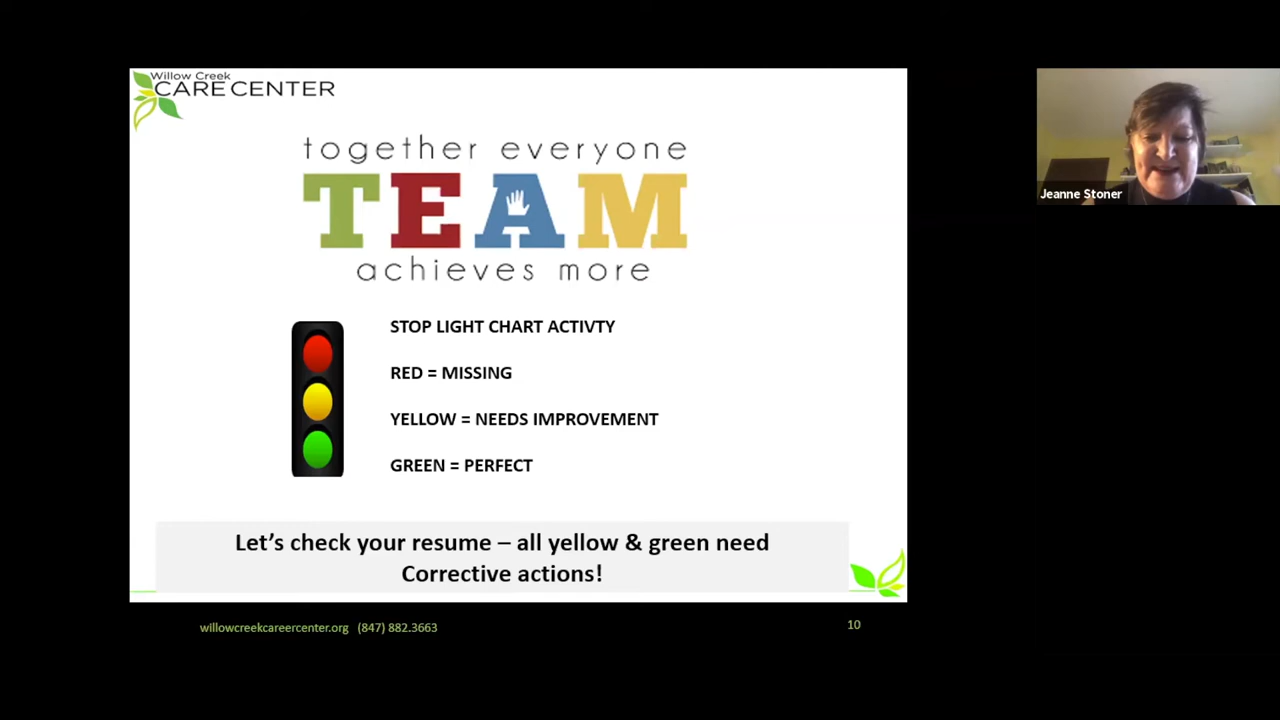 Willow Creek
CARE CENTER
together everyone
TEAM
achieves more
Jeanne Stoner
STOP LIGHT CHART ACTIVTY
RED = MISSING
YELLOW = NEEDS IMPROVEMENT
GREEN = PERFECT
Let's check your resume – all yellow & green need
Corrective actions!
willowcreekcareercenter.org (847) 882.3663
10